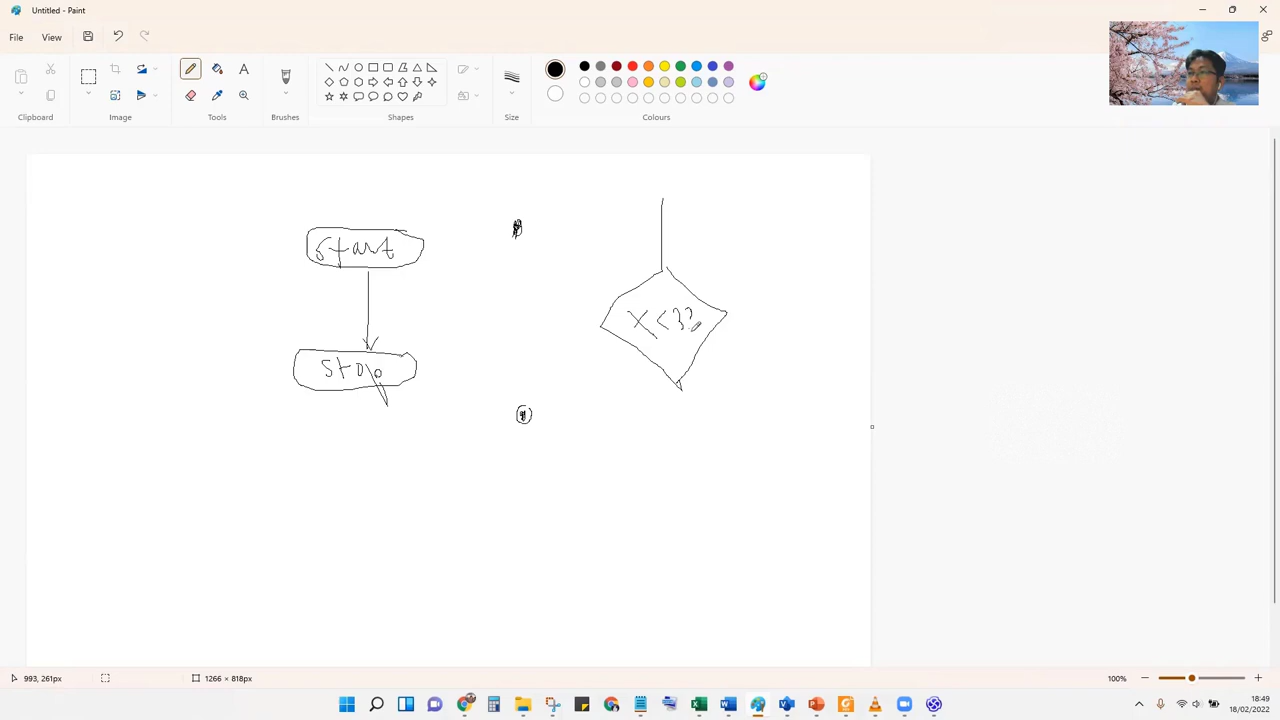 Untitled - Paint
File
View
Clipboard
Image
Tools
Brushes
Shapes
Size
Colours
Start
Stop
X<3?
993, 261px
1266 × 818px
100%
18:49
18/02/2022